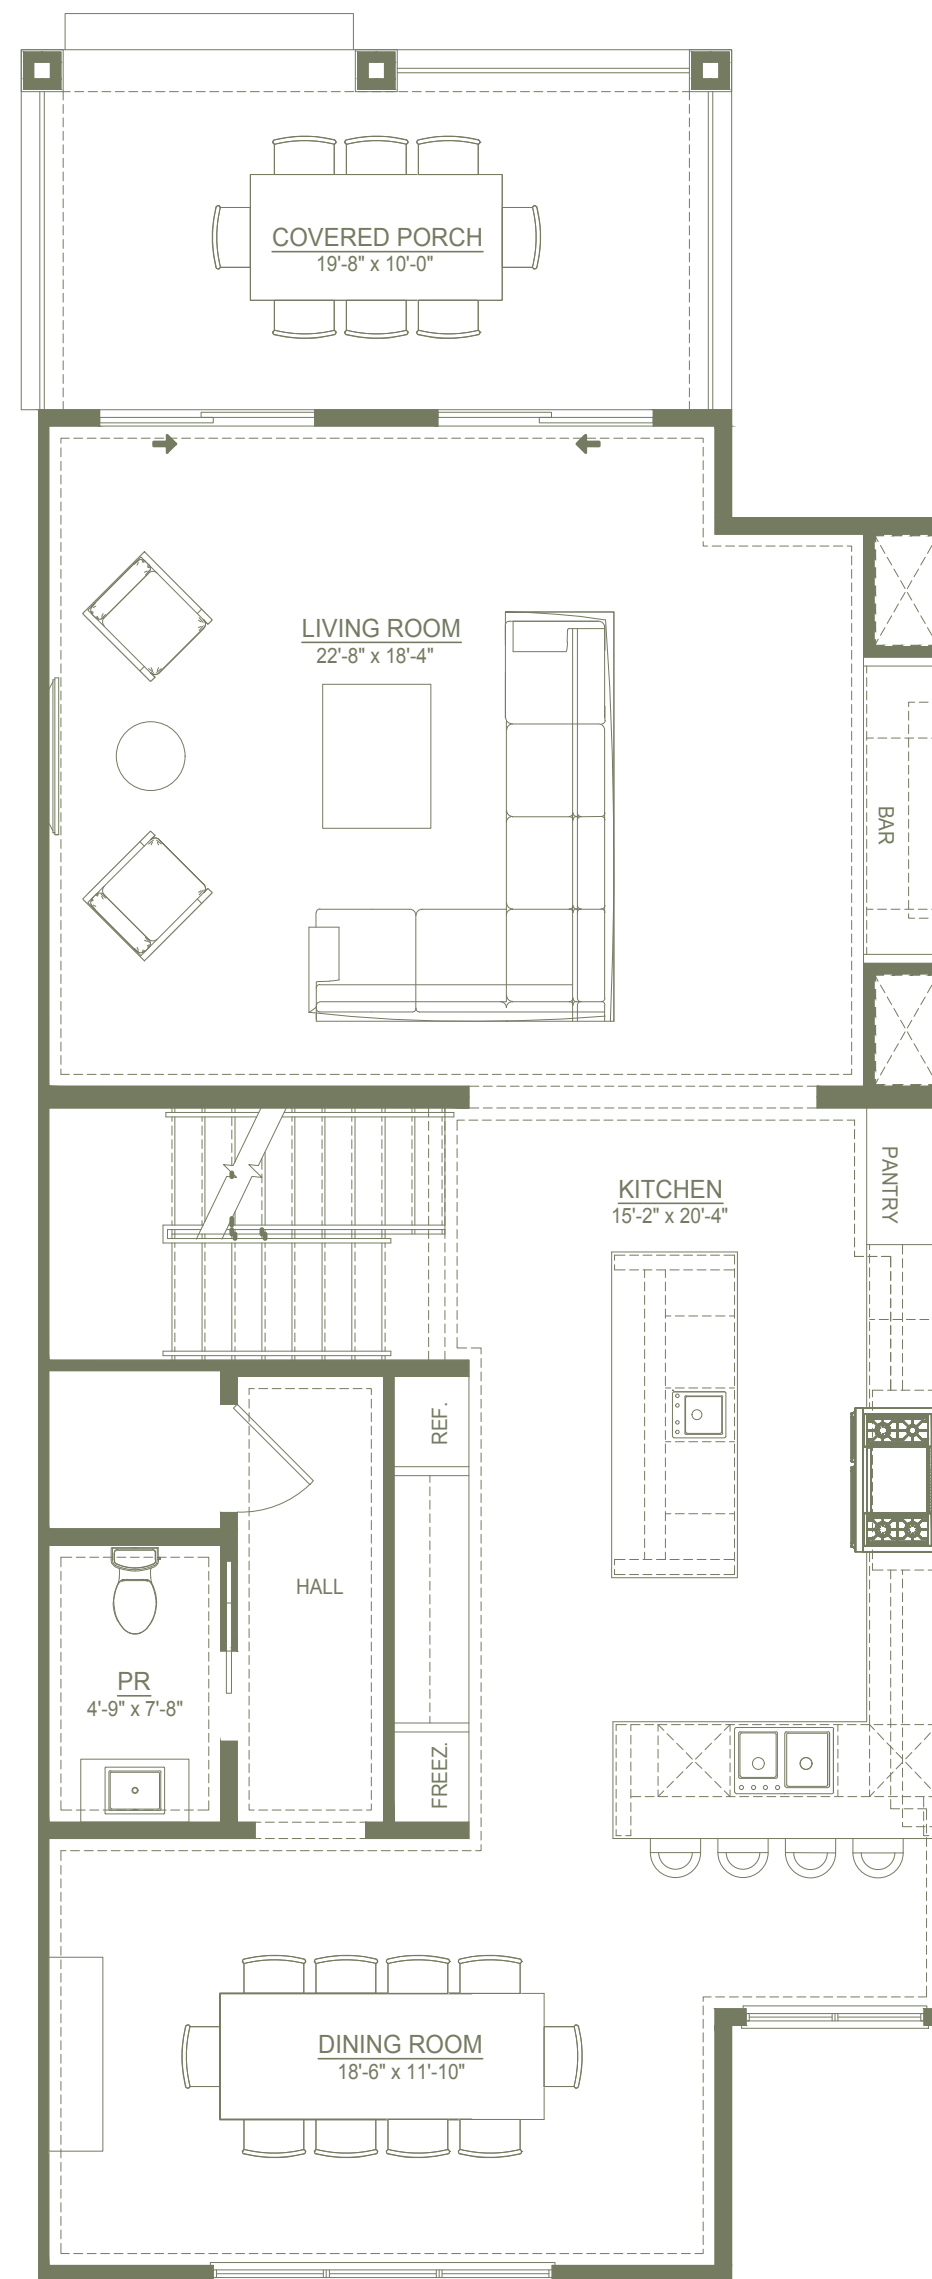 COVERED PORCH
19'-8" x 10'-0"
LIVING ROOM
22'-8" x 18'-4"
BAR
PANTRY
KITCHEN
15'-2" x 20'-4"
REF.
HALL
PR
4'-9" x 7'-8"
FREEZ.
DINING ROOM
18'-6" x 11'-10"